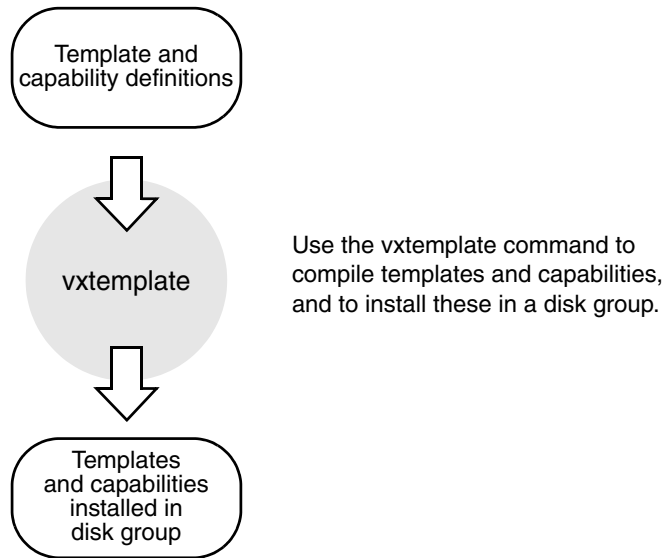 Template and
capability definitions
vxtemplate
Use the vxtemplate command to
compile templates and capabilities,
and to install these in a disk group.
Templates
and capabilities
installed in
disk group